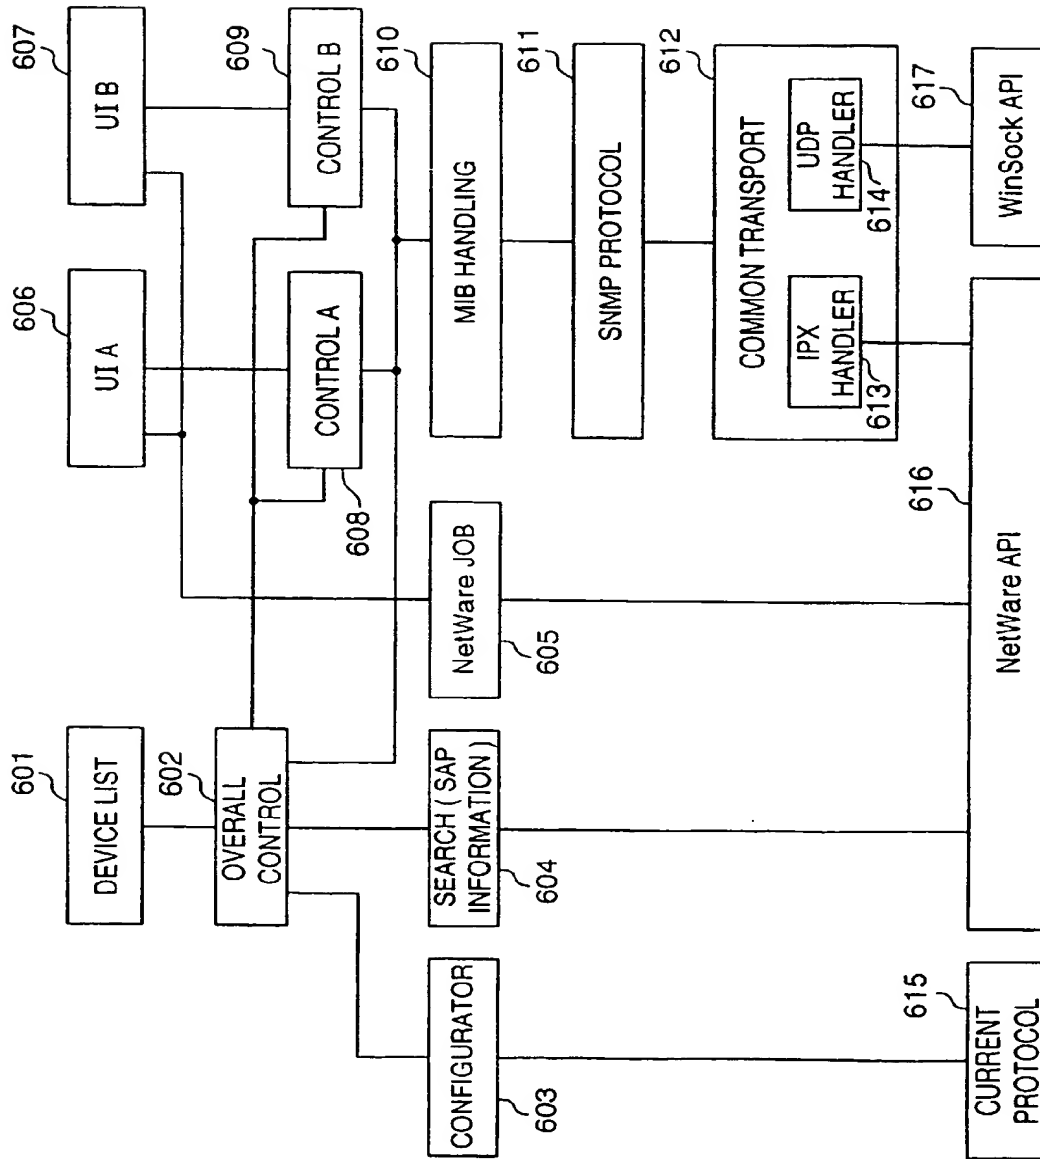 601
DEVICE LIST
606
UI A
607
UI B
602
OVERALL
CONTROL
608
CONTROL A
609
CONTROL B
603
CONFIGURATOR
604
SEARCH ( SAP
INFORMATION )
605
NetWare JOB
610
MIB HANDLING
611
SNMP PROTOCOL
612
COMMON TRANSPORT
613
IPX
HANDLER
614
UDP
HANDLER
615
CURRENT
PROTOCOL
616
NetWare API
617
WinSock API